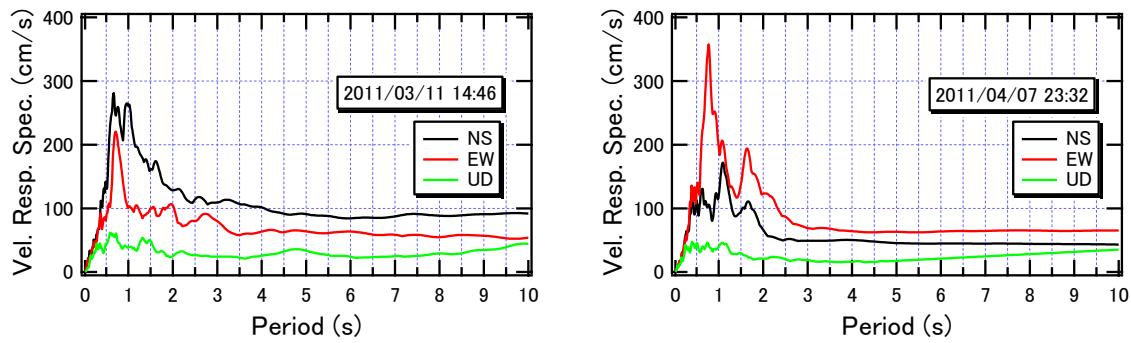 Vel. Resp. Spec. (cm/s)
400
300
200
100
0
2011/03/11 14:46
NS
EW
UD
0 1 2 3 4 5 6 7 8 9 10
Period (s)
Vel. Resp. Spec. (cm/s)
400
300
200
100
0
2011/04/07 23:32
NS
EW
UD
0 1 2 3 4 5 6 7 8 9 10
Period (s)